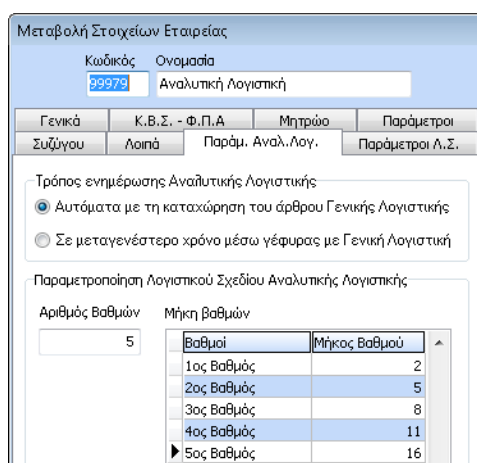 Μεταβολή Στοιχείων Εταιρείας
Κωδικός Ονομασία
99979 Αναλυτική Λογιστική
Γενικά Κ.Β.Σ. - Φ.Π.Α Μητρώο Παράμετροι
Συζύγου Λοιπά Παράμ. Αναλ.Λογ. Παράμετροι Λ.Σ.
Τρόπος ενημέρωσης Αναλυτικής Λογιστικής
Αυτόματα με τη καταχώρηση του άρθρου Γενικής Λογιστικής
Σε μεταγενέστερο χρόνο μέσω γέφυρας με Γενική Λογιστική
Παραμετροποίηση Λογιστικού Σχεδίου Αναλυτικής Λογιστικής
Αριθμός Βαθμών Μήκη βαθμών
5 Βαθμοί Μήκος Βαθμού
1ος Βαθμός 2
2ος Βαθμός 5
3ος Βαθμός 8
4ος Βαθμός 11
5ος Βαθμός 16